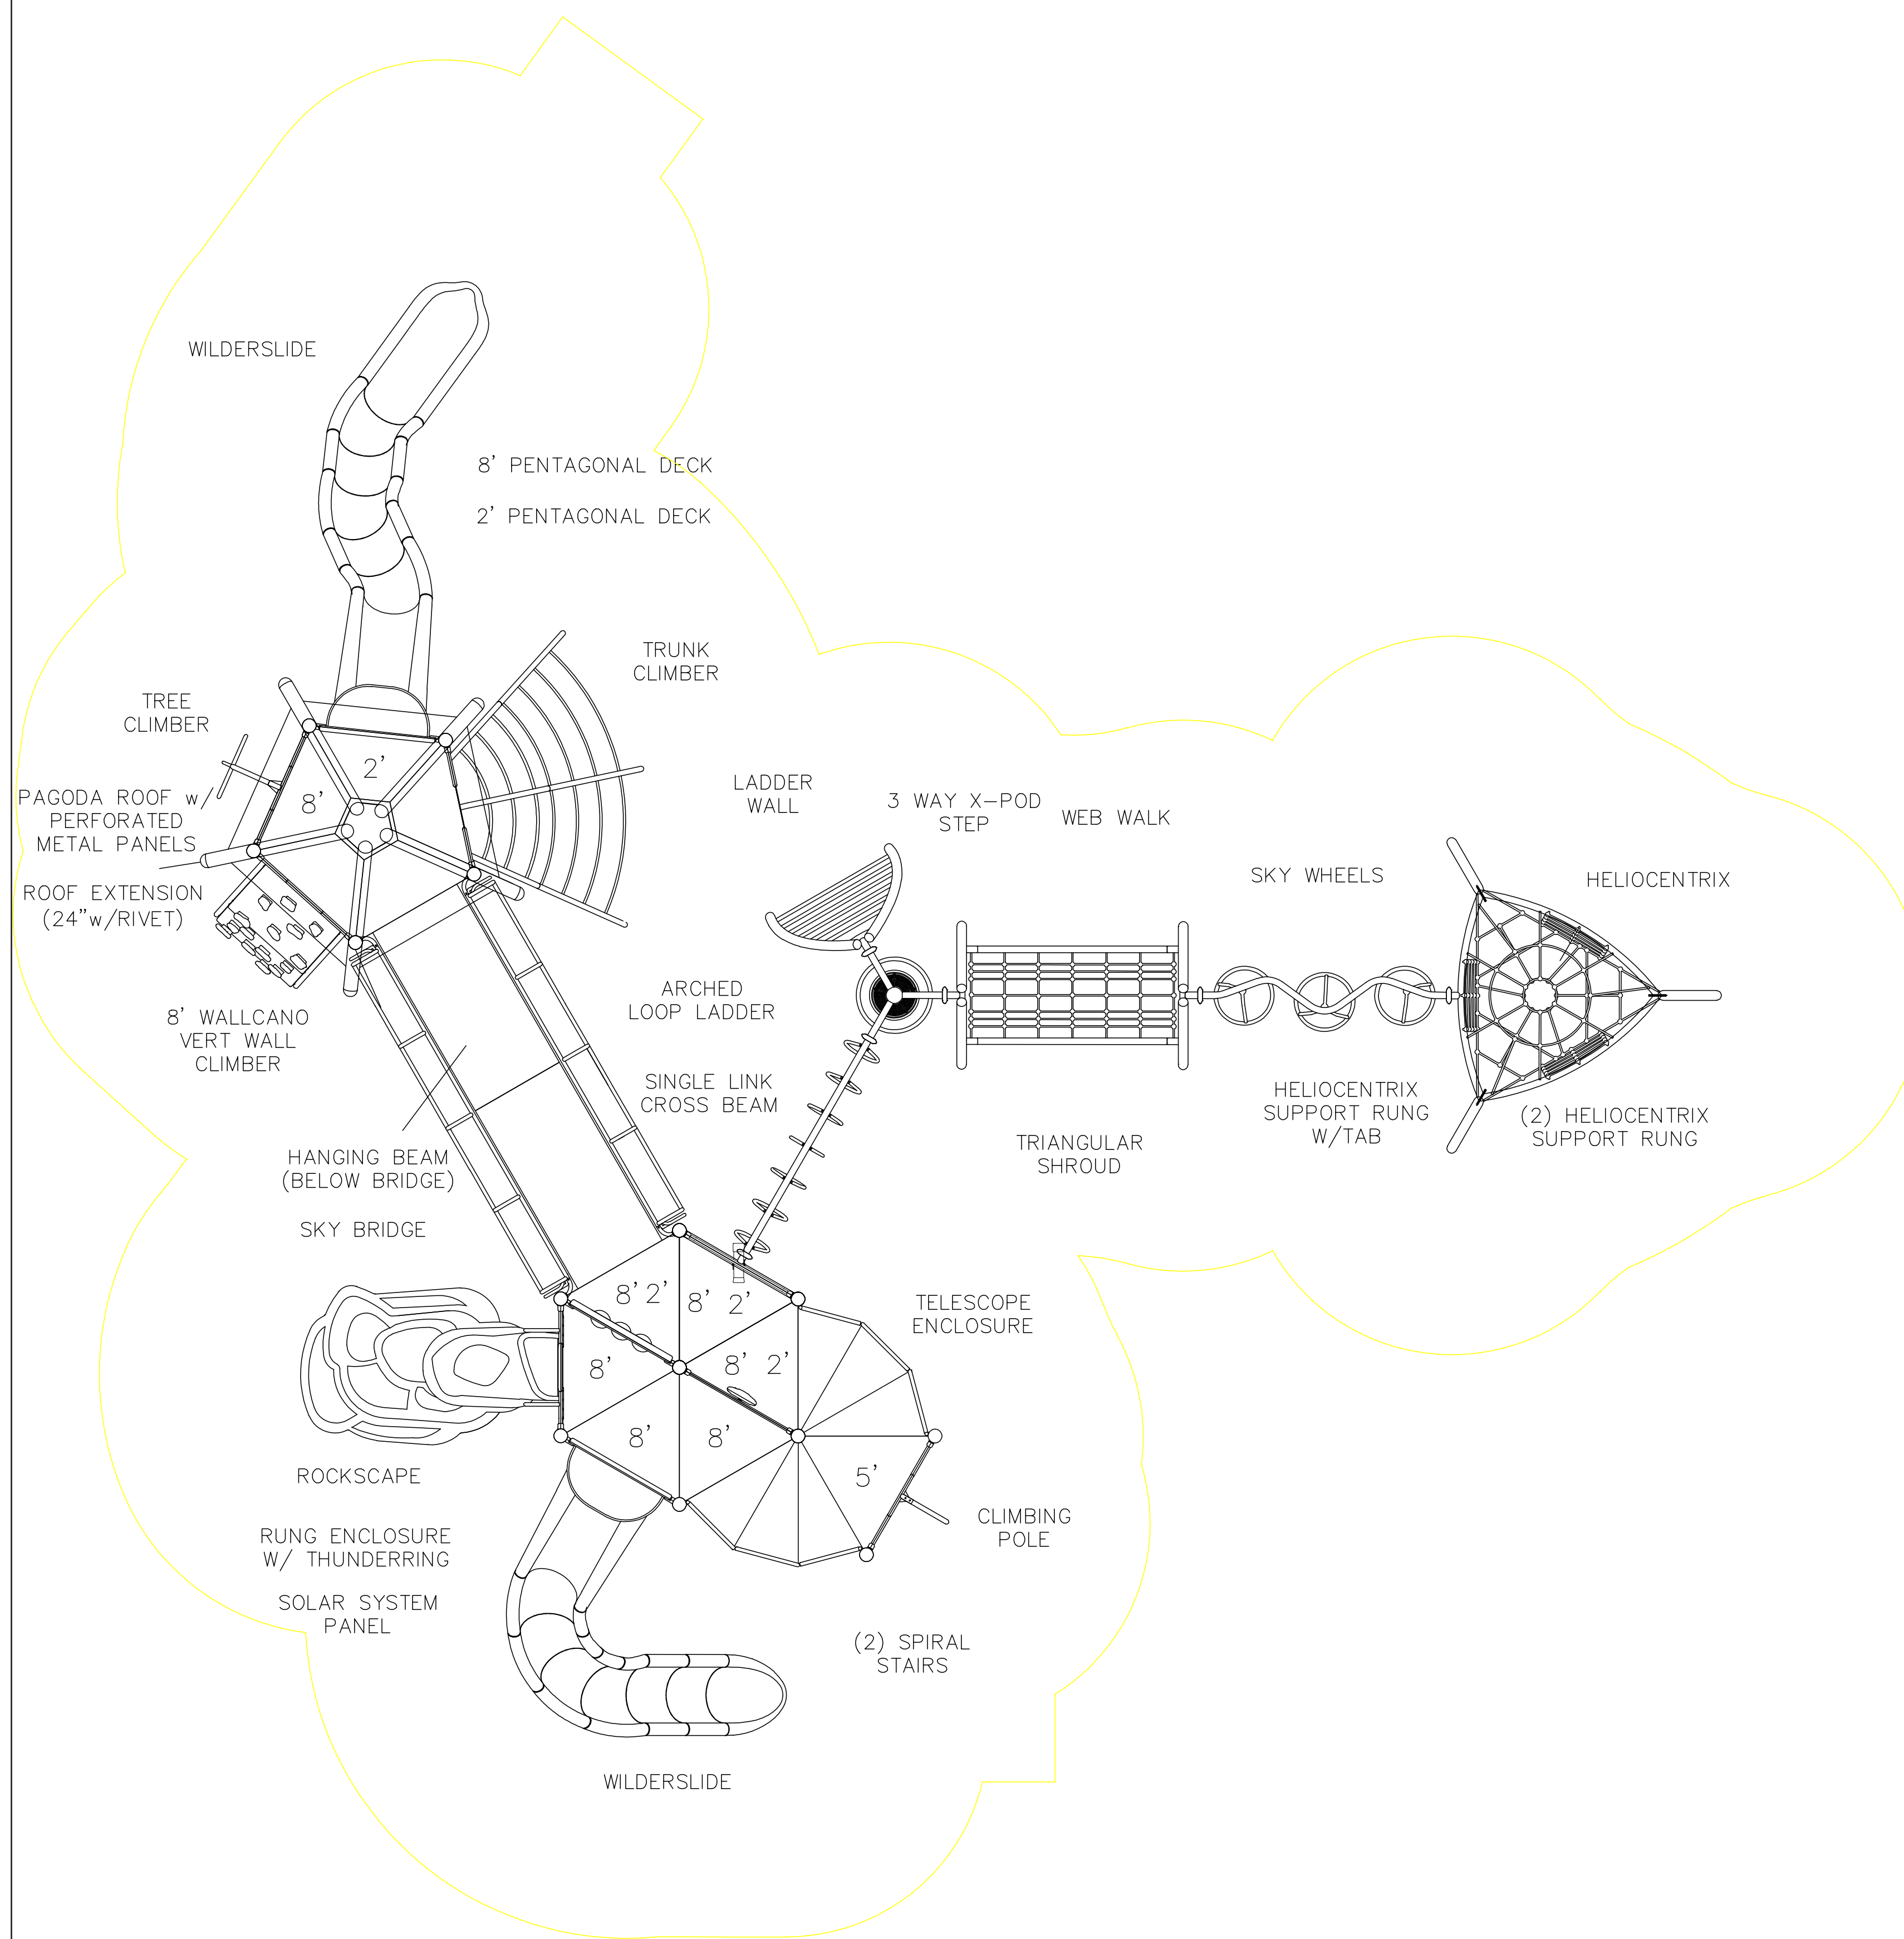 WILDERSLIDE
8' PENTAGONAL DECK
2' PENTAGONAL DECK
TRUNK
CLIMBER
TREE
CLIMBER
2'
8'
PAGODA ROOF w/
PERFORATED
METAL PANELS
ROOF EXTENSION
(24"w/RIVET)
LADDER
WALL
3 WAY X-POD
STEP
WEB WALK
SKY WHEELS
HELIOCENTRIX
8' WALLCANO
VERT WALL
CLIMBER
ARCHED
LOOP LADDER
SINGLE LINK
CROSS BEAM
HANGING BEAM
(BELOW BRIDGE)
SKY BRIDGE
TRIANGULAR
SHROUD
HELIOCENTRIX
SUPPORT RUNG
W/TAB
(2) HELIOCENTRIX
SUPPORT RUNG
8' 2'
8' 2'
TELESCOPE
ENCLOSURE
8'
8' 2'
8'
8'
5'
ROCKSCAPE
CLIMBING
POLE
RUNG ENCLOSURE
W/ THUNDERRING
SOLAR SYSTEM
PANEL
(2) SPIRAL
STAIRS
WILDERSLIDE